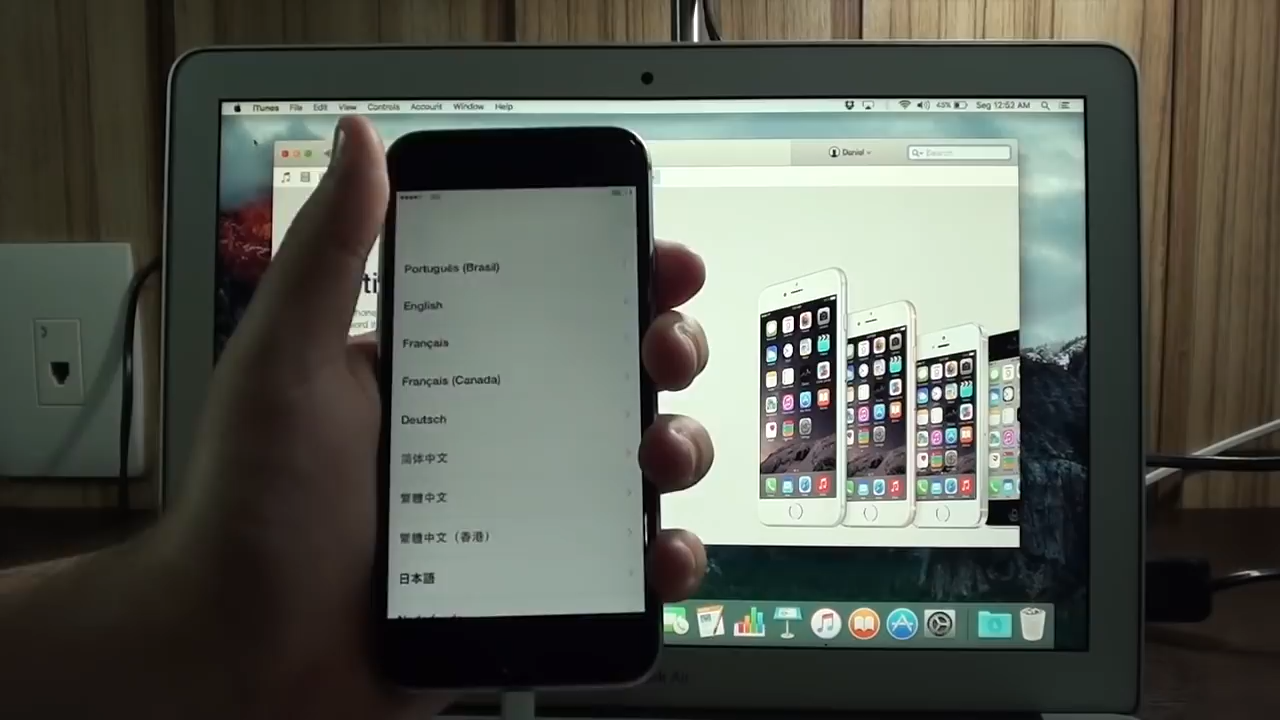 iTunes File Edit View Controls Account Window Help
45% Seg 12:52 AM
Daniel
Search
Português (Brasil)
English
Français
Français (Canada)
Deutsch
简体中文
繁體中文
繁體中文（香港）
日本語